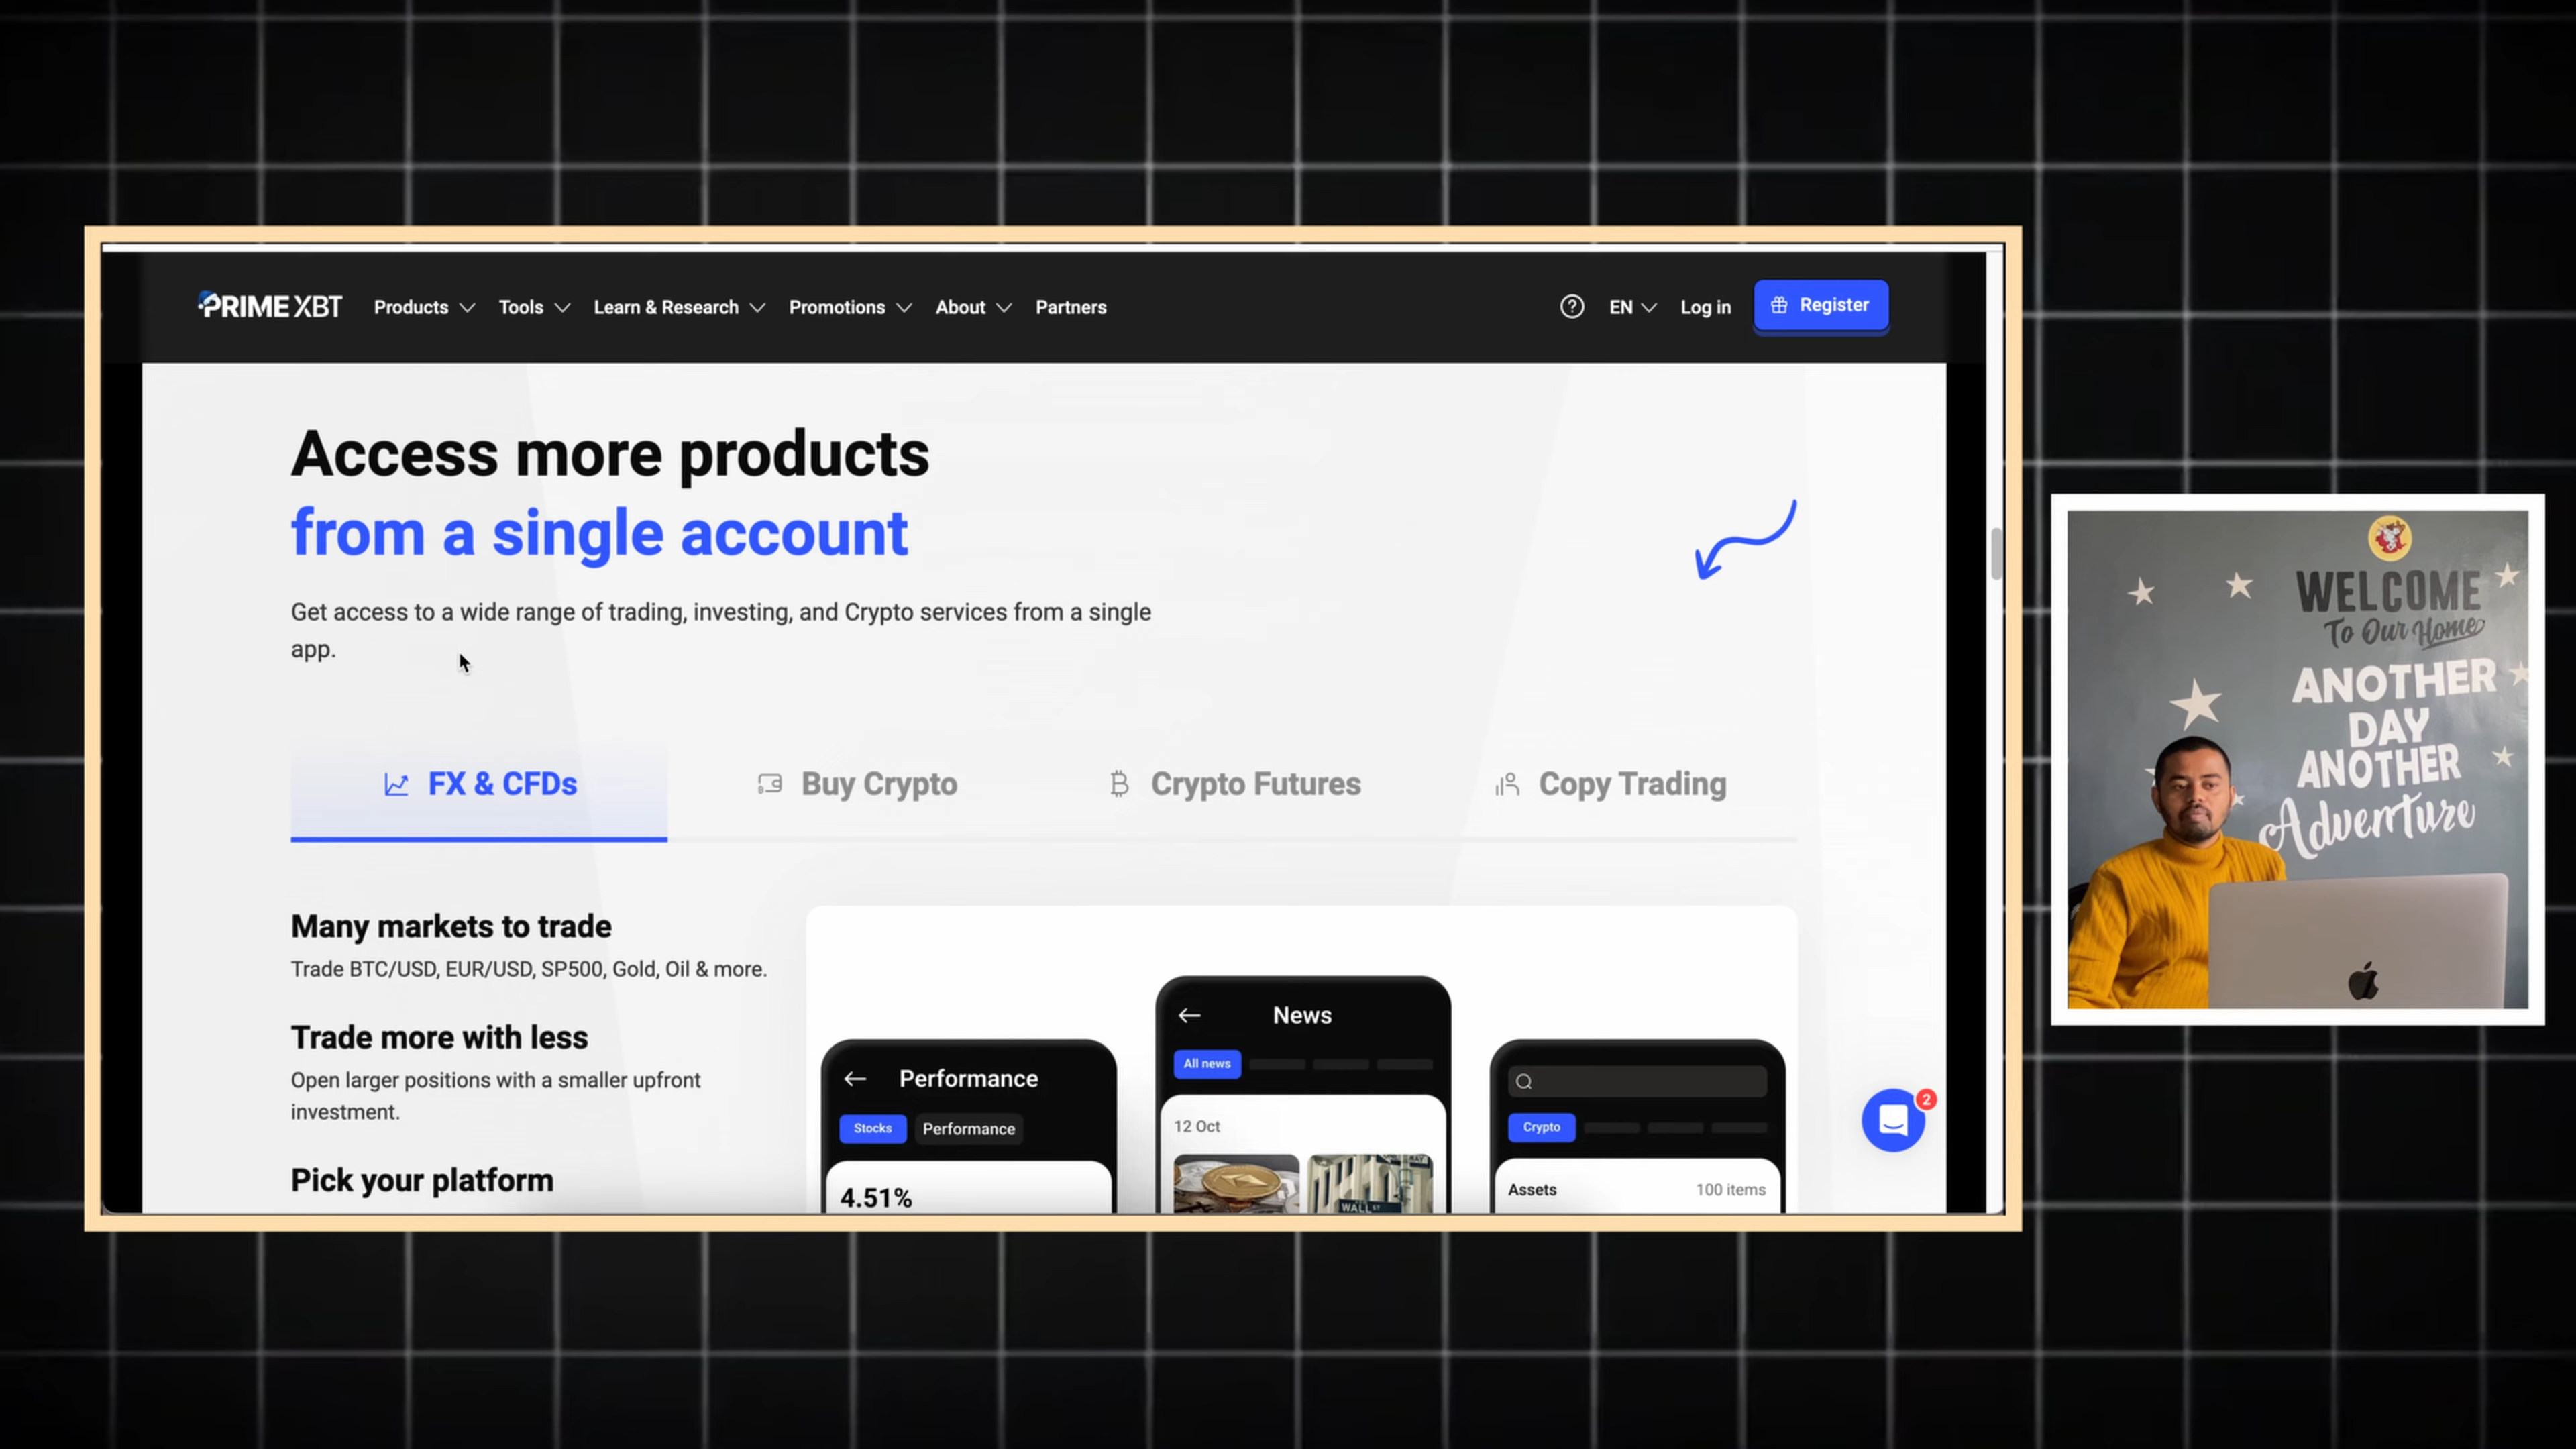 PRIME XBT Products Tools Learn & Research Promotions About Partners EN Log in Register
Access more products
from a single account
Get access to a wide range of trading, investing, and Crypto services from a single
app.
FX & CFDs Buy Crypto Crypto Futures Copy Trading
Many markets to trade
Trade BTC/USD, EUR/USD, SP500, Gold, Oil & more.
Trade more with less
Open larger positions with a smaller upfront
investment.
Pick your platform
Performance
Stocks Performance
4.51%
News
All news
12 Oct
WALL ST
Crypto
Assets 100 items
2
WELCOME
To Our Home
ANOTHER
DAY
ANOTHER
Adventure